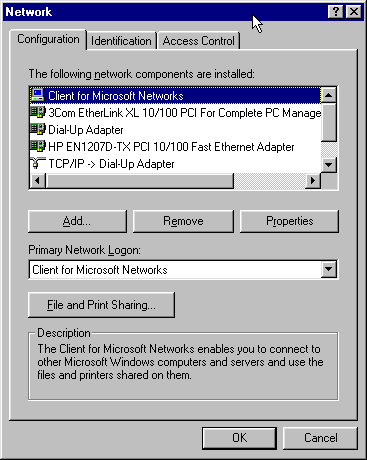 Network
Configuration Identification Access Control
The following network components are installed:
Client for Microsoft Networks
3Com EtherLink XL 10/100 PCI For Complete PC Manage
Dial-Up Adapter
HP EN1207D-TX PCI 10/100 Fast Ethernet Adapter
TCP/IP -> Dial-Up Adapter
Add... Remove Properties
Primary Network Logon:
Client for Microsoft Networks
File and Print Sharing...
Description
The Client for Microsoft Networks enables you to connect to
other Microsoft Windows computers and servers and use the
files and printers shared on them.
OK Cancel